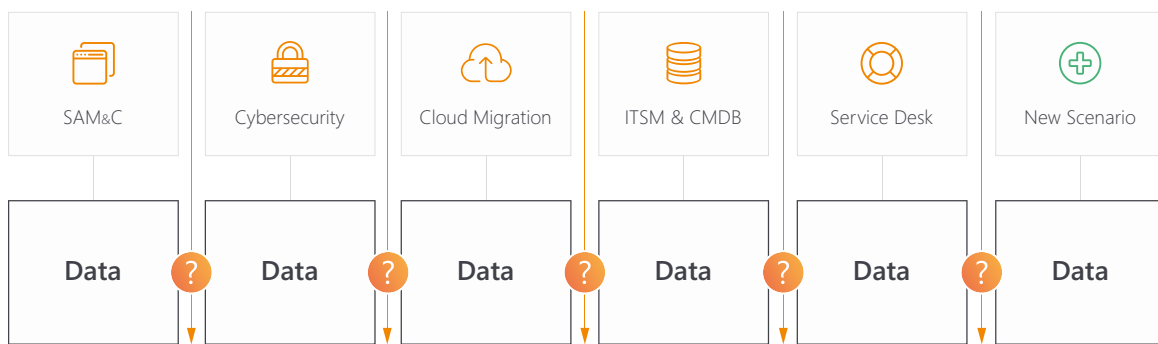 SAM&C
Cybersecurity
Cloud Migration
ITSM & CMDB
Service Desk
New Scenario
Data
?
Data
?
Data
?
Data
?
Data
?
Data